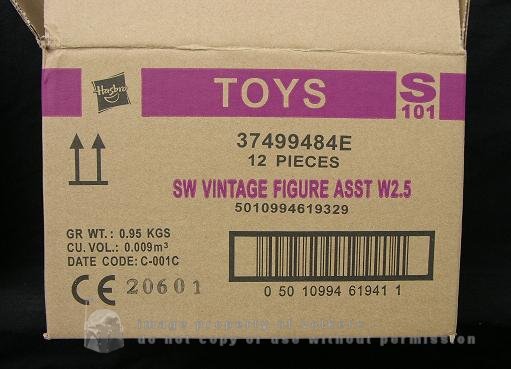 Hasbro
TOYS
S
101
37499484E
12 PIECES
SW VINTAGE FIGURE ASST W2.5
5010994619329
GR WT.: 0.95 KGS
CU. VOL.: 0.009m³
DATE CODE: C-001C
CE 20601
0 50 10994 61941 1
image property of
do not copy or use without permission